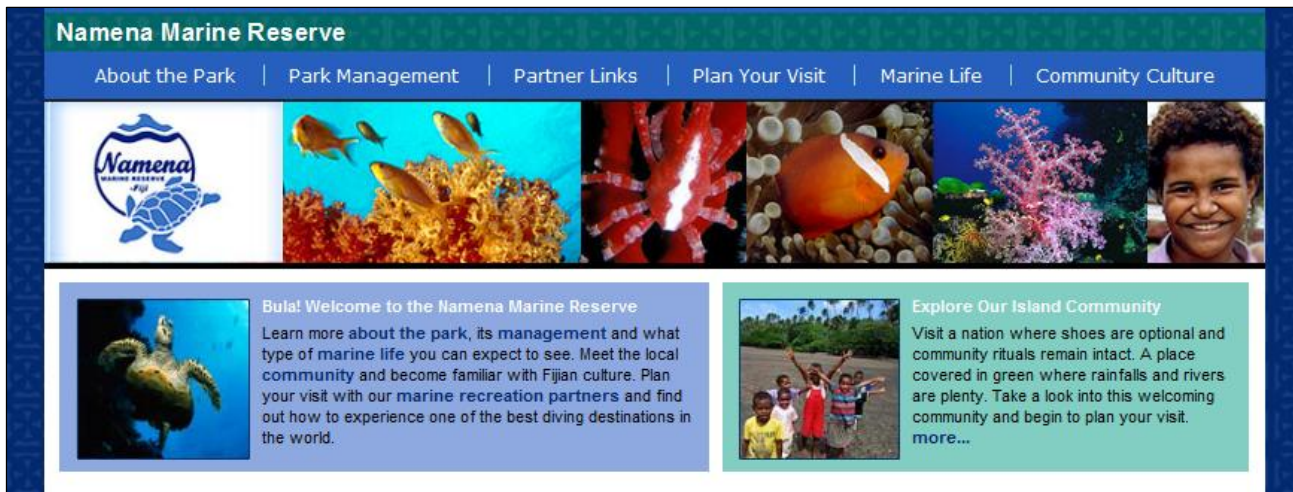 Namena Marine Reserve
About the Park | Park Management | Partner Links | Plan Your Visit | Marine Life | Community Culture
Namena
MARINE RESERVE
-Fiji
Bula! Welcome to the Namena Marine Reserve
Learn more about the park, its management and what
type of marine life you can expect to see. Meet the local
community and become familiar with Fijian culture. Plan
your visit with our marine recreation partners and find
out how to experience one of the best diving destinations in
the world.
Explore Our Island Community
Visit a nation where shoes are optional and
community rituals remain intact. A place
covered in green where rainfalls and rivers
are plenty. Take a look into this welcoming
community and begin to plan your visit.
more...